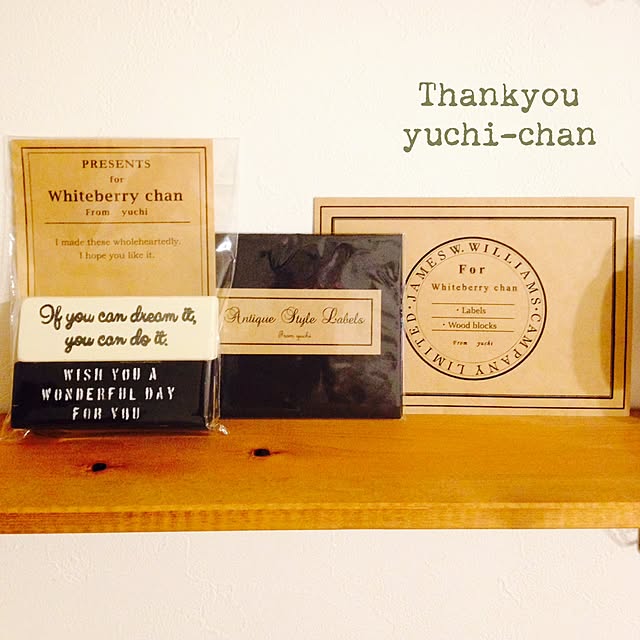 Thankyou
yuchi-chan
PRESENTS
for
Whiteberry chan
From yuchi
I made these wholeheartedly.
I hope you like it.
If you can dream it,
you can do it.
WISH YOU A
WONDERFUL DAY
FOR YOU
Antique Style Labels
From yuchi
JAMES W. WILLIAMS
For
Whiteberry chan
・Labels
・Wood blocks
From yuchi
COMPANY LIMITED